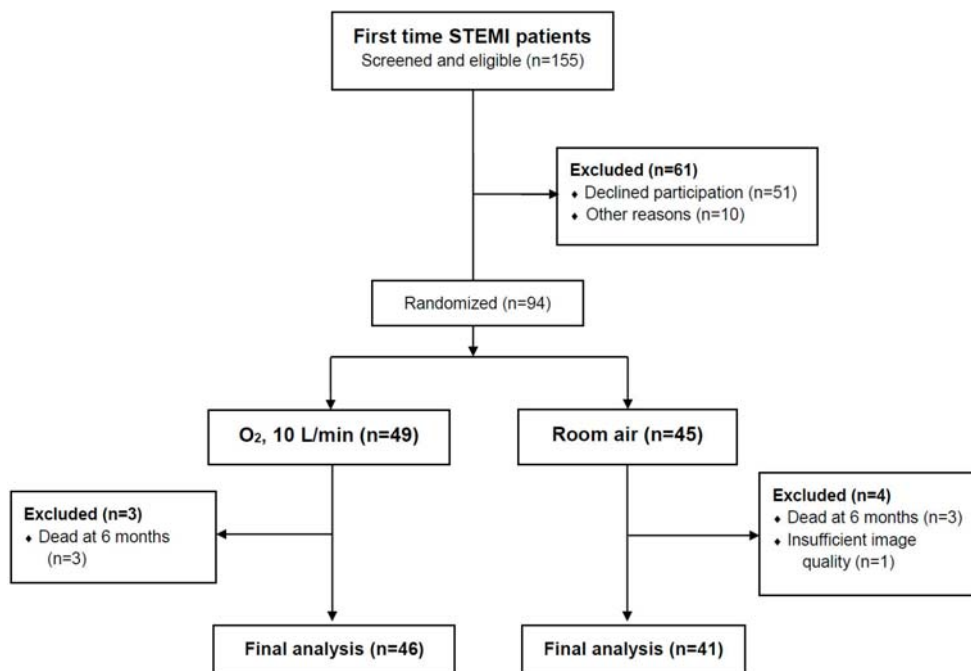 First time STEMI patients
Screened and eligible (n=155)
Excluded (n=61)
♦ Declined participation (n=51)
♦ Other reasons (n=10)
Randomized (n=94)
O₂, 10 L/min (n=49)
Room air (n=45)
Excluded (n=3)
♦ Dead at 6 months
(n=3)
Excluded (n=4)
♦ Dead at 6 months (n=3)
♦ Insufficient image
quality (n=1)
Final analysis (n=46)
Final analysis (n=41)